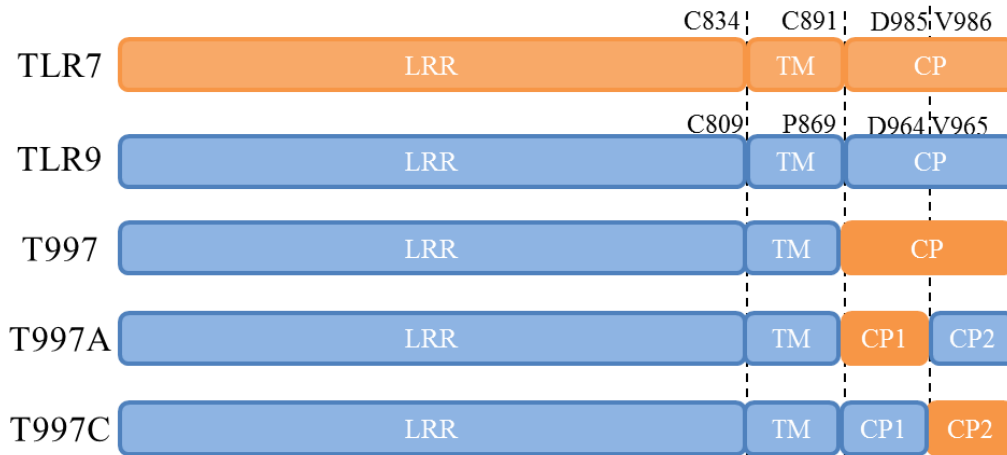 C834 C891 D985 V986
TLR7 LRR TM CP
C809 P869 D964 V965
TLR9 LRR TM CP
T997 LRR TM CP
T997A LRR TM CP1 CP2
T997C LRR TM CP1 CP2